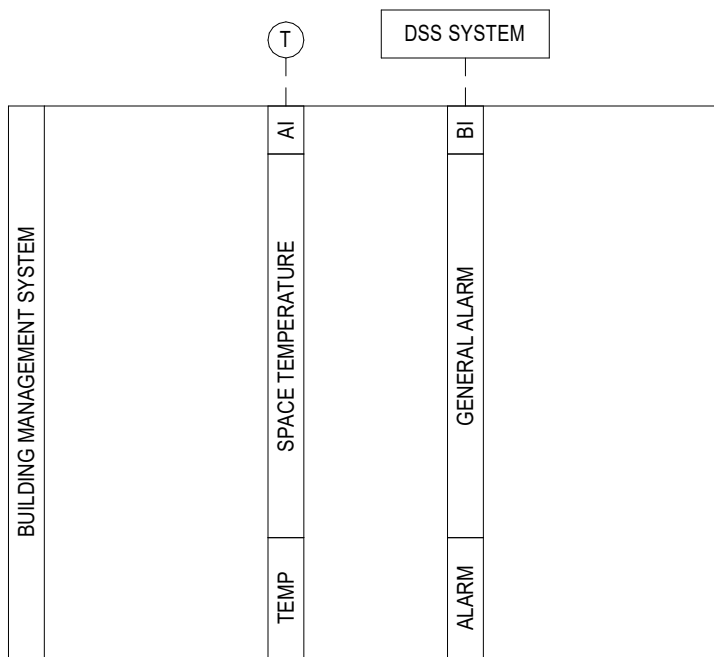 T
DSS SYSTEM
AI
BI
BUILDING MANAGEMENT SYSTEM
SPACE TEMPERATURE
GENERAL ALARM
TEMP
ALARM